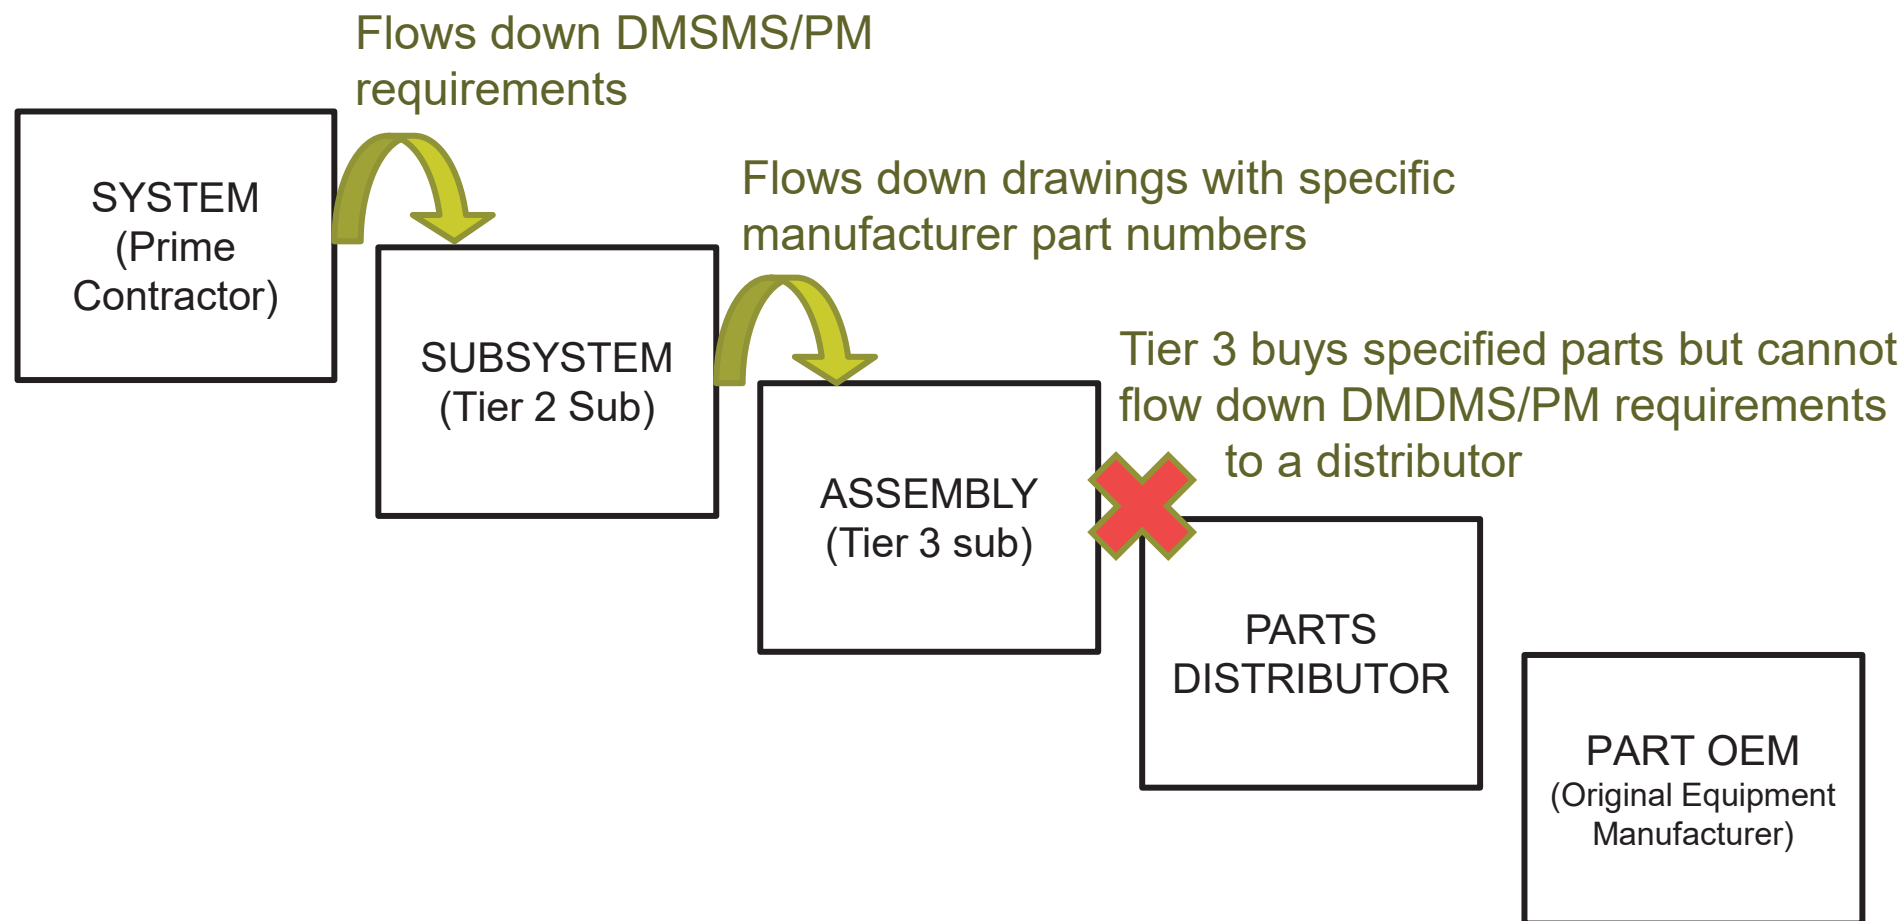 Flows down DMSMS/PM
requirements
SYSTEM
(Prime
Contractor)
Flows down drawings with specific
manufacturer part numbers
SUBSYSTEM
(Tier 2 Sub)
Tier 3 buys specified parts but cannot
flow down DMDMS/PM requirements
to a distributor
ASSEMBLY
(Tier 3 sub)
PARTS
DISTRIBUTOR
PART OEM
(Original Equipment
Manufacturer)